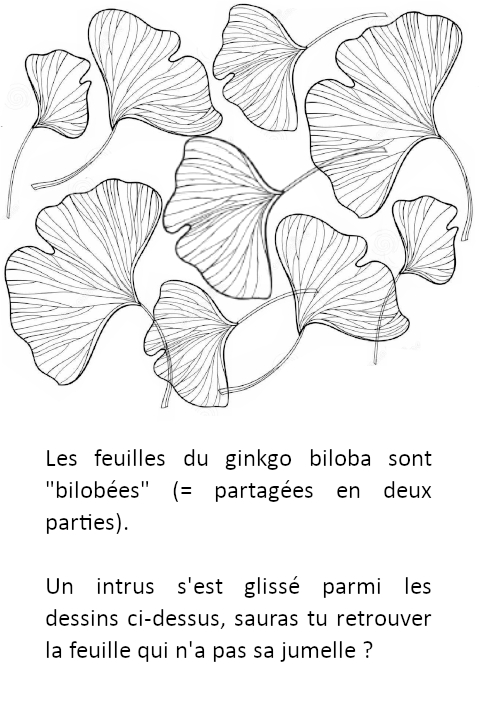 Les feuilles du ginkgo biloba sont
"bilobées" (= partagées en deux
parties).
Un intrus s'est glissé parmi les
dessins ci-dessus, sauras tu retrouver
la feuille qui n'a pas sa jumelle ?